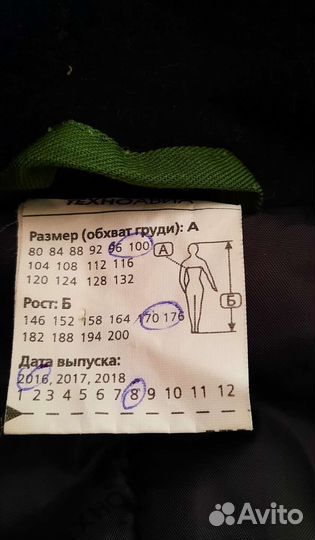 ТЕХНОАВИА
Размер (обхват груди): А
80 84 88 92 96 100
104 108 112 116
120 124 128 132
А
Рост: Б
146 152 158 164 170 176
182 188 194 200
Б
Дата выпуска:
2016, 2017, 2018
1 2 3 4 5 6 7 8 9 10 11 12
Avito